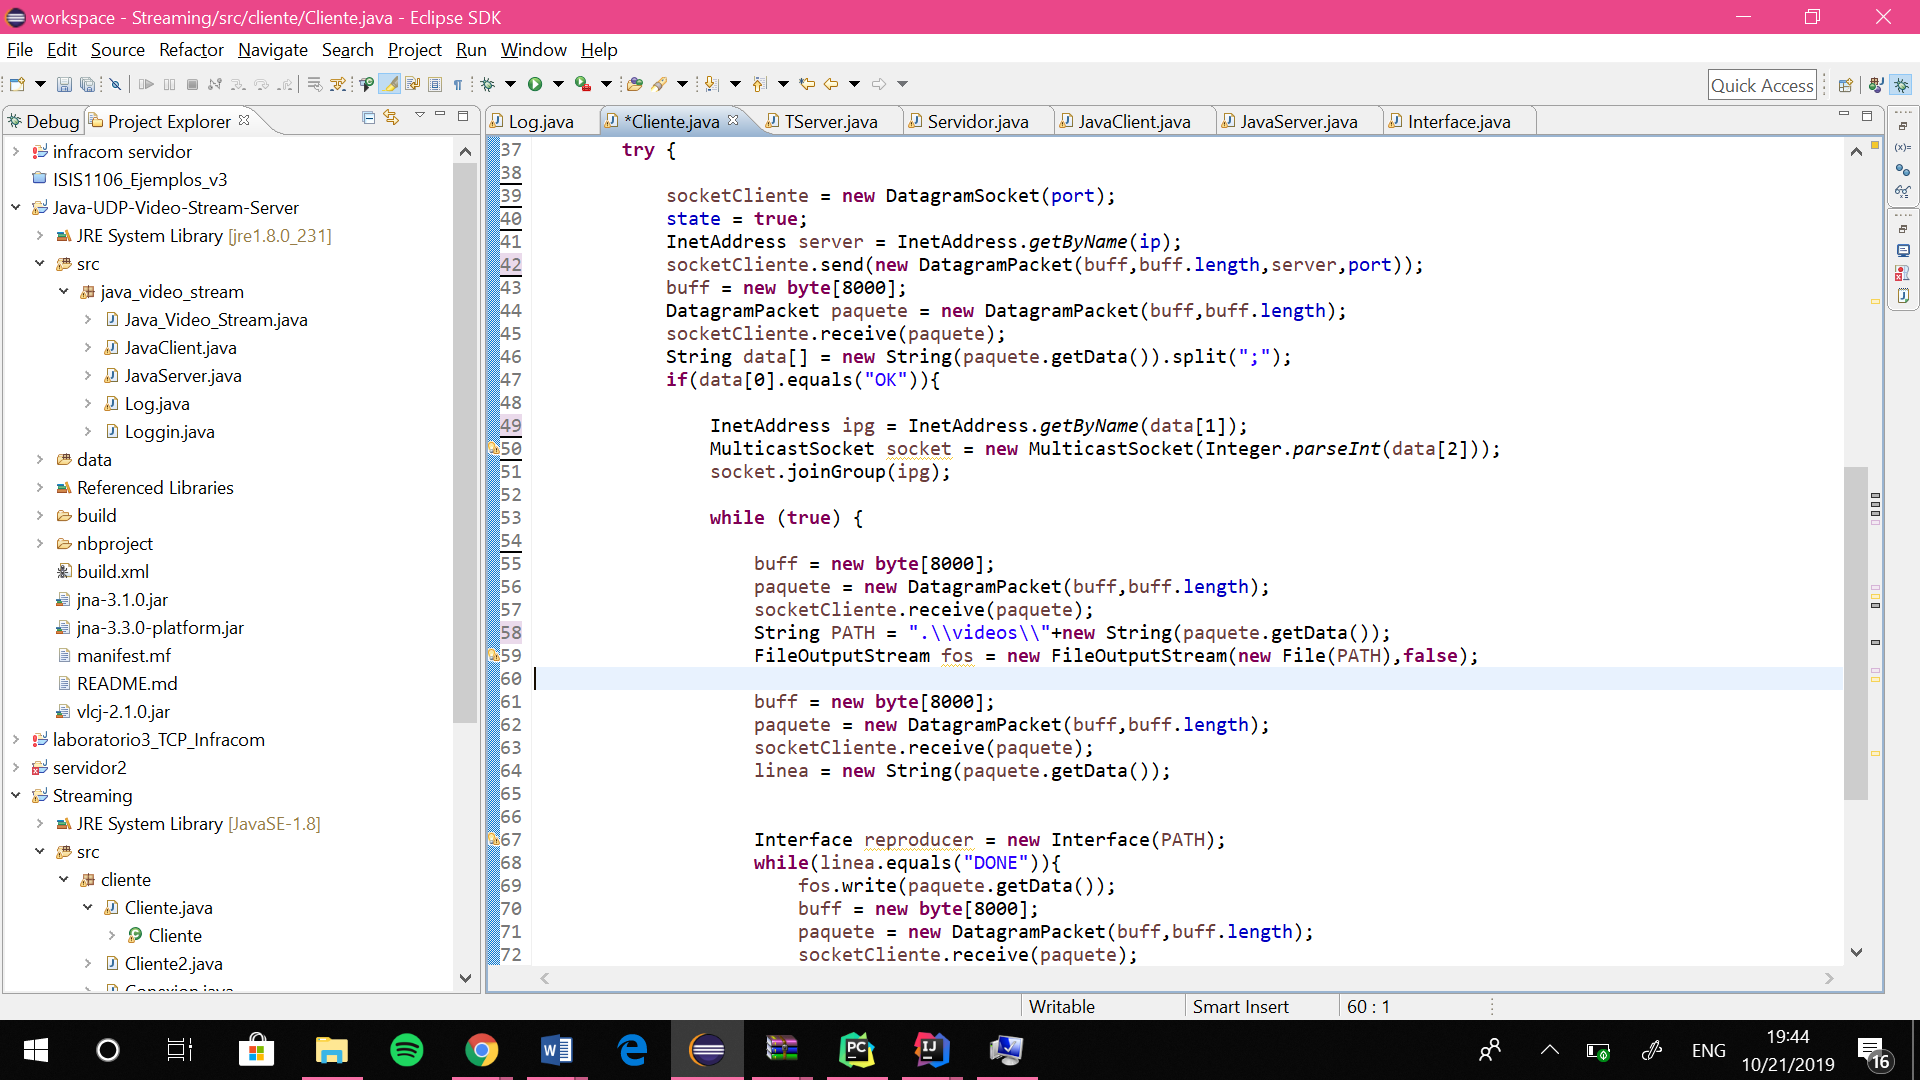 workspace - Streaming/src/cliente/Cliente.java - Eclipse SDK
File Edit Source Refactor Navigate Search Project Run Window Help
Quick Access
Debug Project Explorer
Log.java *Cliente.java TServer.java Servidor.java JavaClient.java JavaServer.java Interface.java
infracom servidor
ISIS1106_Ejemplos_v3
Java-UDP-Video-Stream-Server
JRE System Library [jre1.8.0_231]
src
java_video_stream
Java_Video_Stream.java
JavaClient.java
JavaServer.java
Log.java
Loggin.java
data
Referenced Libraries
build
nbproject
build.xml
jna-3.1.0.jar
jna-3.3.0-platform.jar
manifest.mf
README.md
vlcj-2.1.0.jar
laboratorio3_TCP_Infracom
servidor2
Streaming
JRE System Library [JavaSE-1.8]
src
cliente
Cliente.java
Cliente
Cliente2.java
Conexion.java
37 try {
38
39 socketCliente = new DatagramSocket(port);
40 state = true;
41 InetAddress server = InetAddress.getByName(ip);
42 socketCliente.send(new DatagramPacket(buff,buff.length,server,port));
43 buff = new byte[8000];
44 DatagramPacket paquete = new DatagramPacket(buff,buff.length);
45 socketCliente.receive(paquete);
46 String data[] = new String(paquete.getData()).split(";");
47 if(data[0].equals("OK")){
48
49 InetAddress ipg = InetAddress.getByName(data[1]);
50 MulticastSocket socket = new MulticastSocket(Integer.parseInt(data[2]));
51 socket.joinGroup(ipg);
52
53 while (true) {
54
55 buff = new byte[8000];
56 paquete = new DatagramPacket(buff,buff.length);
57 socketCliente.receive(paquete);
58 String PATH = ".\\videos\\"+new String(paquete.getData());
59 FileOutputStream fos = new FileOutputStream(new File(PATH),false);
60
61 buff = new byte[8000];
62 paquete = new DatagramPacket(buff,buff.length);
63 socketCliente.receive(paquete);
64 linea = new String(paquete.getData());
65
66
67 Interface reproducer = new Interface(PATH);
68 while(linea.equals("DONE")){
69 fos.write(paquete.getData());
70 buff = new byte[8000];
71 paquete = new DatagramPacket(buff,buff.length);
72 socketCliente.receive(paquete);
Writable Smart Insert 60 : 1
ENG
19:44
10/21/2019
16